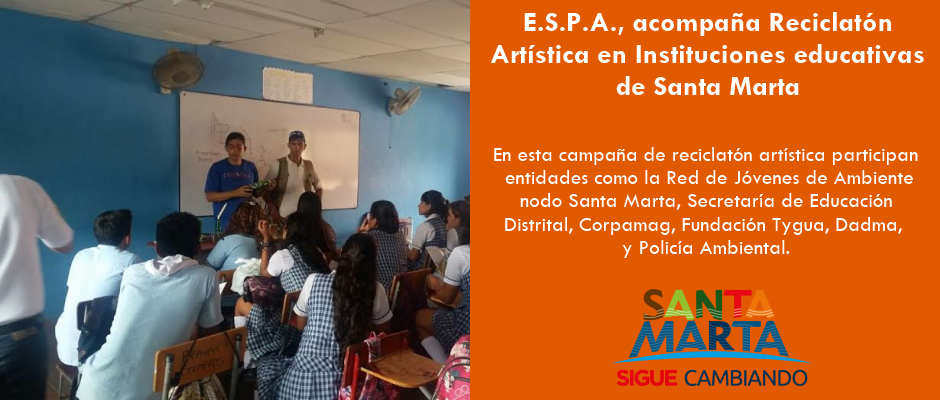 E.S.P.A., acompaña Reciclatón
Artística en Instituciones educativas
de Santa Marta
En esta campaña de reciclatón artística participan
entidades como la Red de Jóvenes de Ambiente
nodo Santa Marta, Secretaría de Educación
Distrital, Corpamag, Fundación Tygua, Dadma,
y Policía Ambiental.
SANTA
MARTA
SIGUE CAMBIANDO